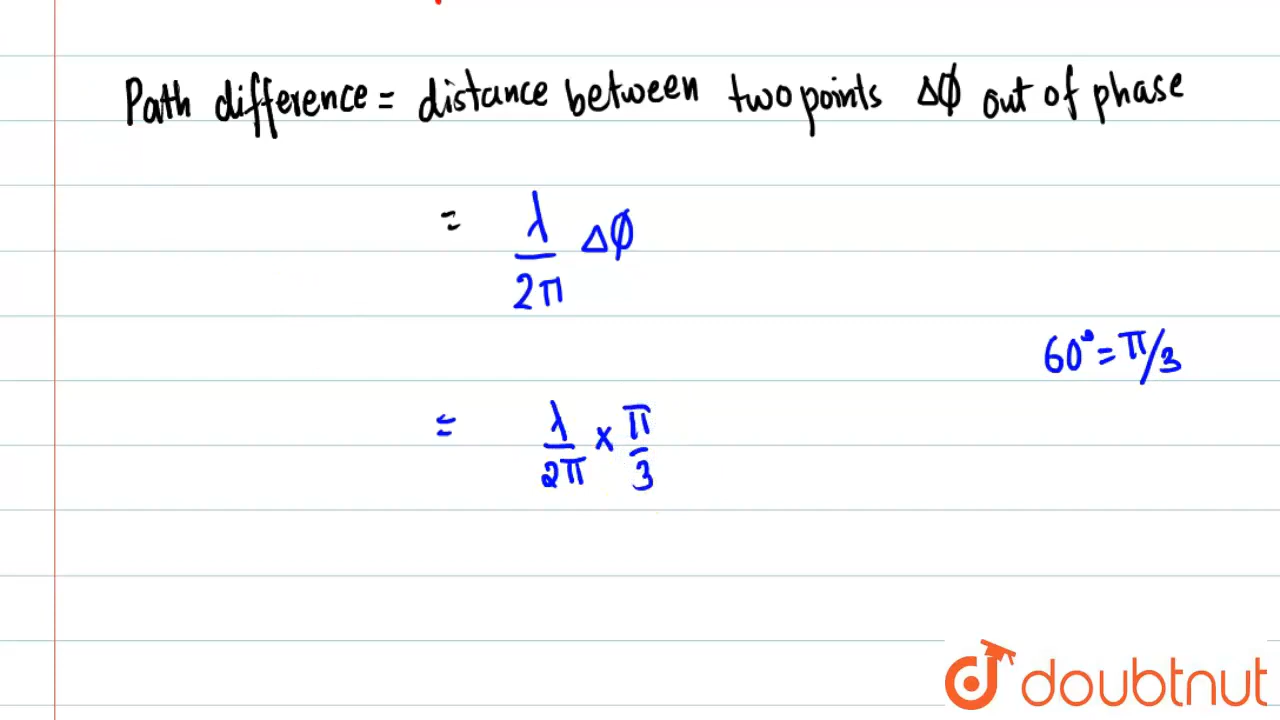 Path difference = distance between two points Δϕ out of phase
= λ/2π Δϕ
60° = π/3
= λ/2π × π/3
doubtnut